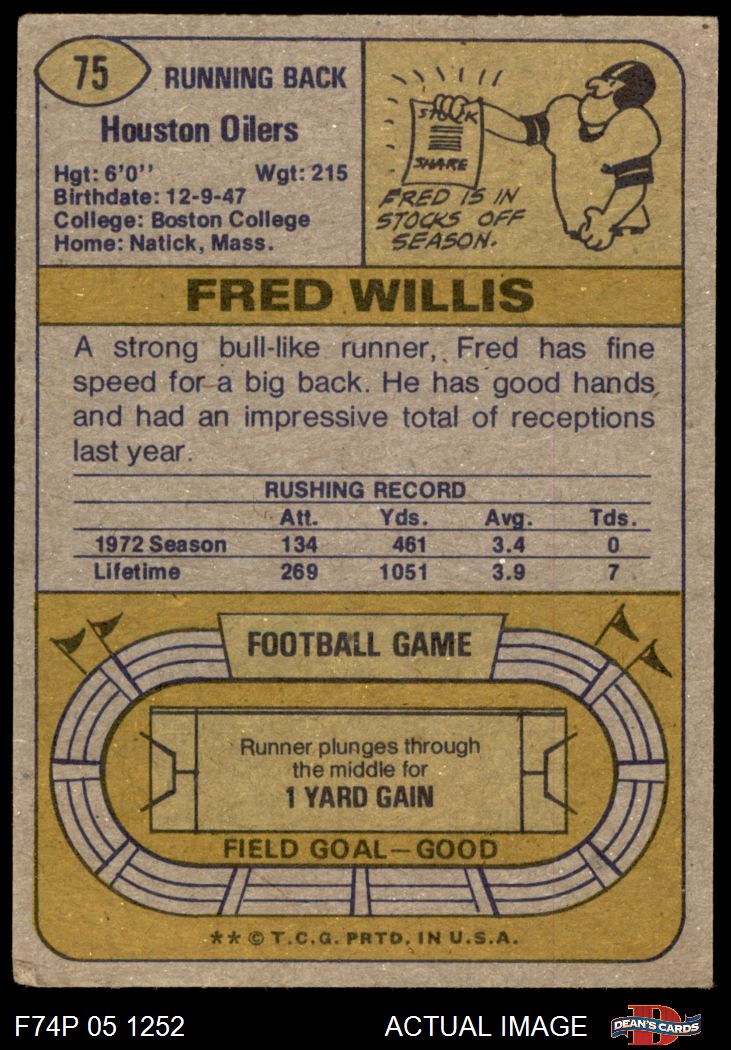 75
RUNNING BACK
Houston Oilers
Hgt: 6'0''   Wgt: 215
Birthdate: 12-9-47
College: Boston College
Home: Natick, Mass.
STOCK
SHARE
FRED IS IN
STOCKS OFF
SEASON.
FRED WILLIS
A strong bull-like runner, Fred has fine
speed for a big back. He has good hands
and had an impressive total of receptions
last year.
RUSHING RECORD
Att. Yds. Avg. Tds.
1972 Season 134 461 3.4 0
Lifetime 269 1051 3.9 7
FOOTBALL GAME
Runner plunges through
the middle for
1 YARD GAIN
FIELD GOAL—GOOD
** © T.C.G. PRTD. IN U.S.A.
F74P 05 1252 ACTUAL IMAGE
D
DEAN'S CARDS